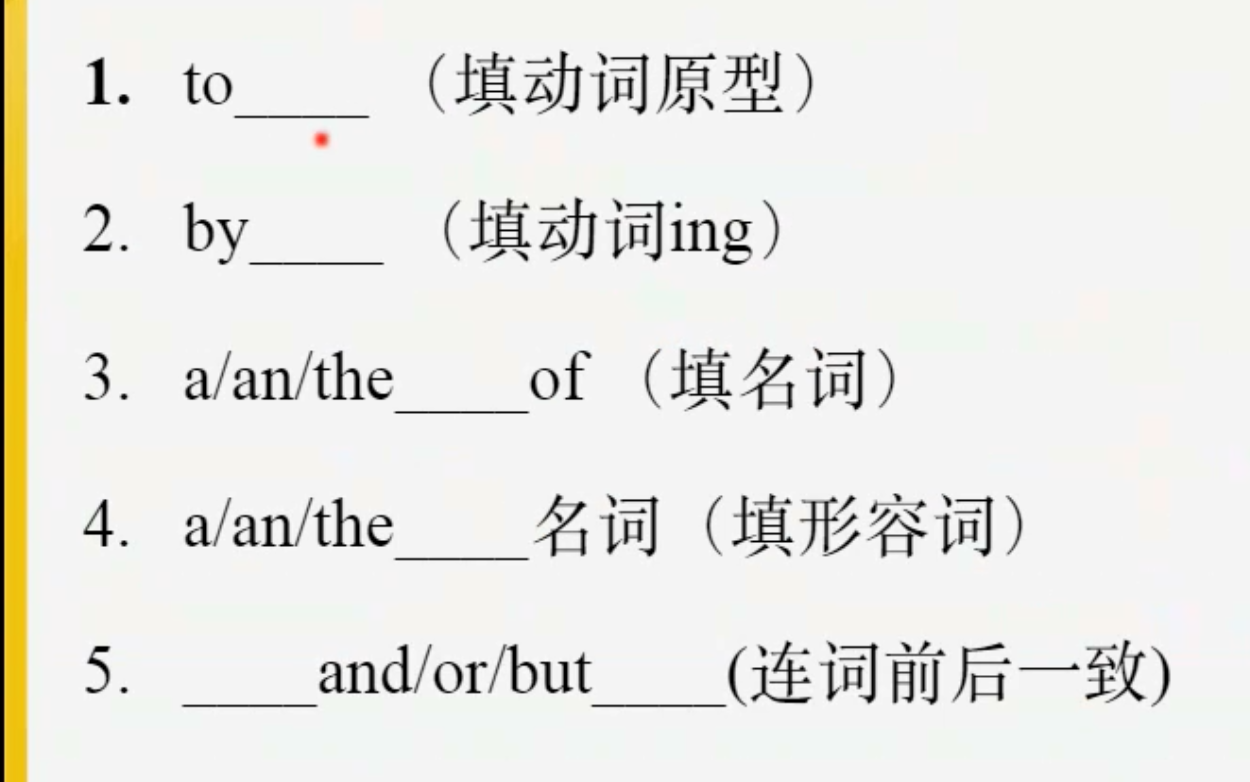 1. to____ （填动词原型）
2. by____ （填动词ing）
3. a/an/the____of （填名词）
4. a/an/the____名词（填形容词）
5. ____and/or/but____(连词前后一致)